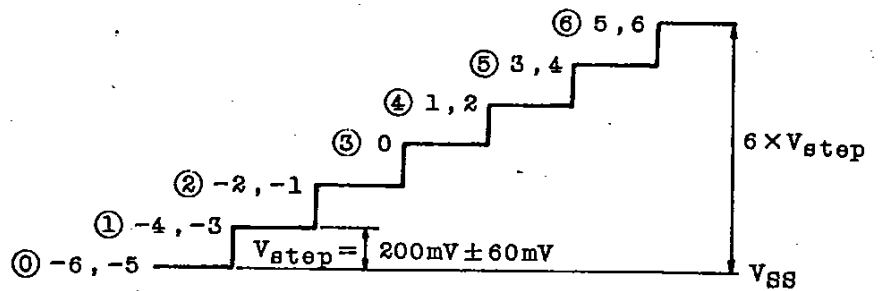 ⑥ 5,6
⑤ 3,4
④ 1,2
③ 0
6×Vstep
② -2,-1
① -4,-3
Vstep= 200mV±60mV
⓪ -6,-5
VSS